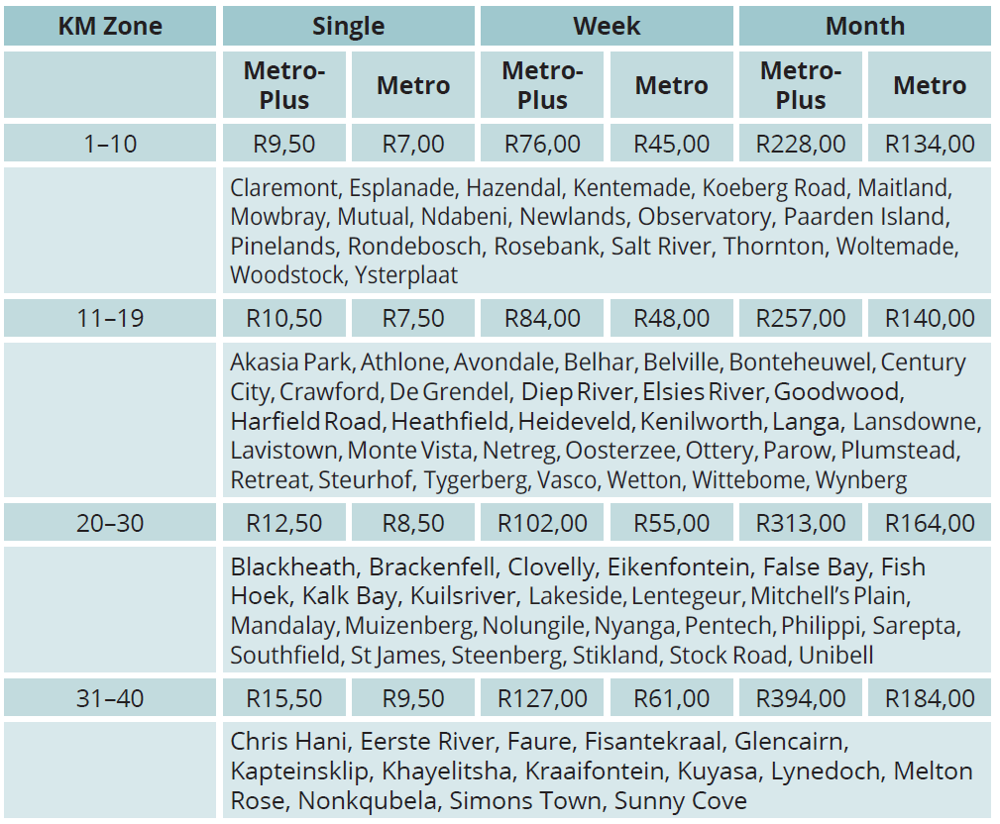 KM Zone Single Week Month
Metro-Plus Metro Metro-Plus Metro Metro-Plus Metro
1–10 R9,50 R7,00 R76,00 R45,00 R228,00 R134,00
Claremont, Esplanade, Hazendal, Kentemade, Koeberg Road, Maitland,
Mowbray, Mutual, Ndabeni, Newlands, Observatory, Paarden Island,
Pinelands, Rondebosch, Rosebank, Salt River, Thornton, Woltemade,
Woodstock, Ysterplaat
11–19 R10,50 R7,50 R84,00 R48,00 R257,00 R140,00
Akasia Park, Athlone, Avondale, Belhar, Belville, Bonteheuwel, Century
City, Crawford, De Grendel, Diep River, Elsies River, Goodwood,
Harfield Road, Heathfield, Heideveld, Kenilworth, Langa, Lansdowne,
Lavistown, Monte Vista, Netreg, Oosterzee, Ottery, Parow, Plumstead,
Retreat, Steurhof, Tygerberg, Vasco, Wetton, Wittebome, Wynberg
20–30 R12,50 R8,50 R102,00 R55,00 R313,00 R164,00
Blackheath, Brackenfell, Clovelly, Eikenfontein, False Bay, Fish
Hoek, Kalk Bay, Kuilsriver, Lakeside, Lentegeur, Mitchell’s Plain,
Mandalay, Muizenberg, Nolungile, Nyanga, Pentech, Philippi, Sarepta,
Southfield, St James, Steenberg, Stikland, Stock Road, Unibell
31–40 R15,50 R9,50 R127,00 R61,00 R394,00 R184,00
Chris Hani, Eerste River, Faure, Fisantekraal, Glencairn,
Kapteinsklip, Khayelitsha, Kraaifontein, Kuyasa, Lynedoch, Melton
Rose, Nonkqubela, Simons Town, Sunny Cove